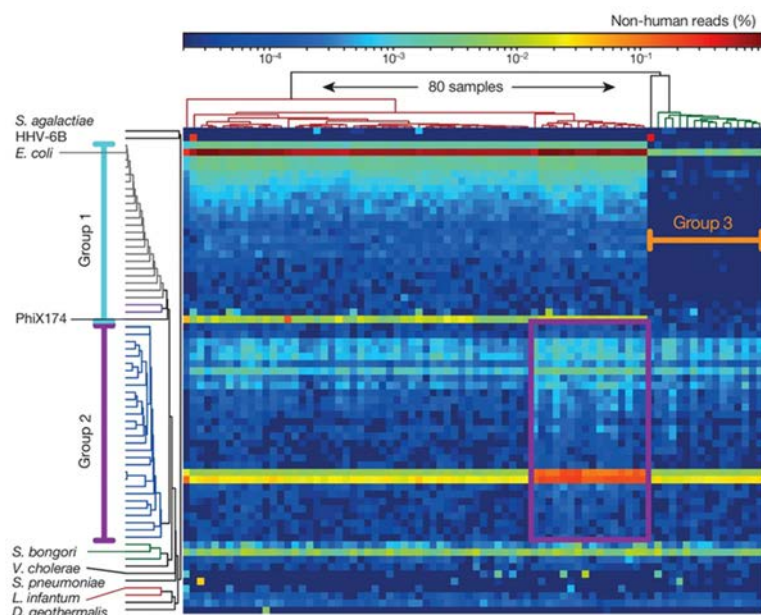 Non-human reads (%)
10⁻⁴ 10⁻³ 10⁻² 10⁻¹
80 samples
S. agalactiae
HHV-6B
E. coli
Group 1
Group 3
PhiX174
Group 2
S. bongori
V. cholerae
S. pneumoniae
L. infantum
D. geothermalis